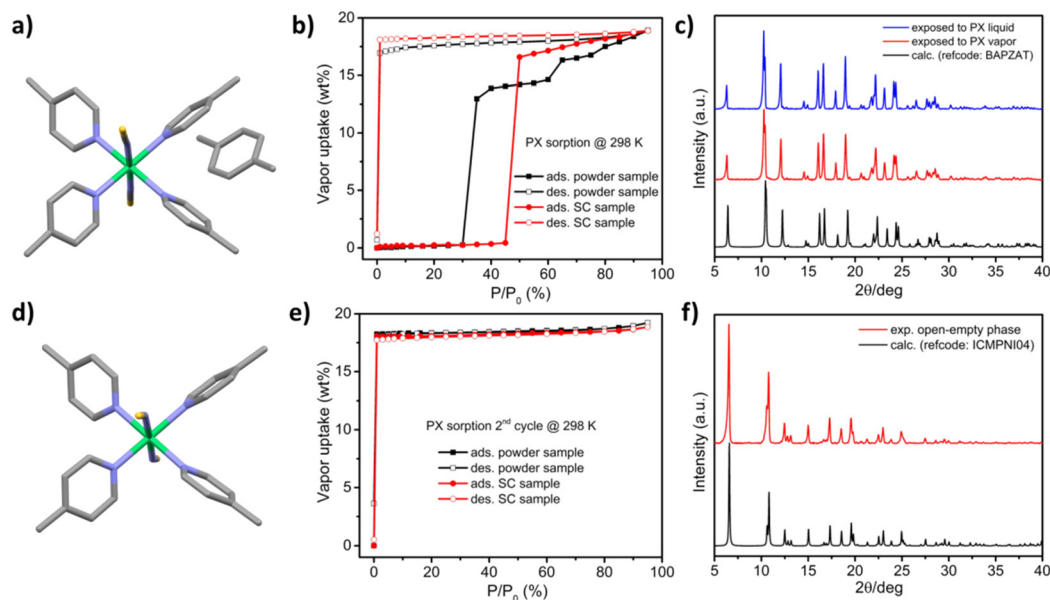 a)
b)
Vapor uptake (wt%)
20
15
10
5
0
PX sorption @ 298 K
ads. powder sample
des. powder sample
ads. SC sample
des. SC sample
0 20 40 60 80 100
P/P0 (%)
c)
Intensity (a.u.)
exposed to PX liquid
exposed to PX vapor
calc. (refcode: BAPZAT)
5 10 15 20 25 30 35 40
2θ/deg
d)
e)
Vapor uptake (wt%)
20
15
10
5
0
PX sorption 2nd cycle @ 298 K
ads. powder sample
des. powder sample
ads. SC sample
des. SC sample
0 20 40 60 80 100
P/P0 (%)
f)
Intensity (a.u.)
exp. open-empty phase
calc. (refcode: ICMPNI04)
5 10 15 20 25 30 35 40
2θ/deg